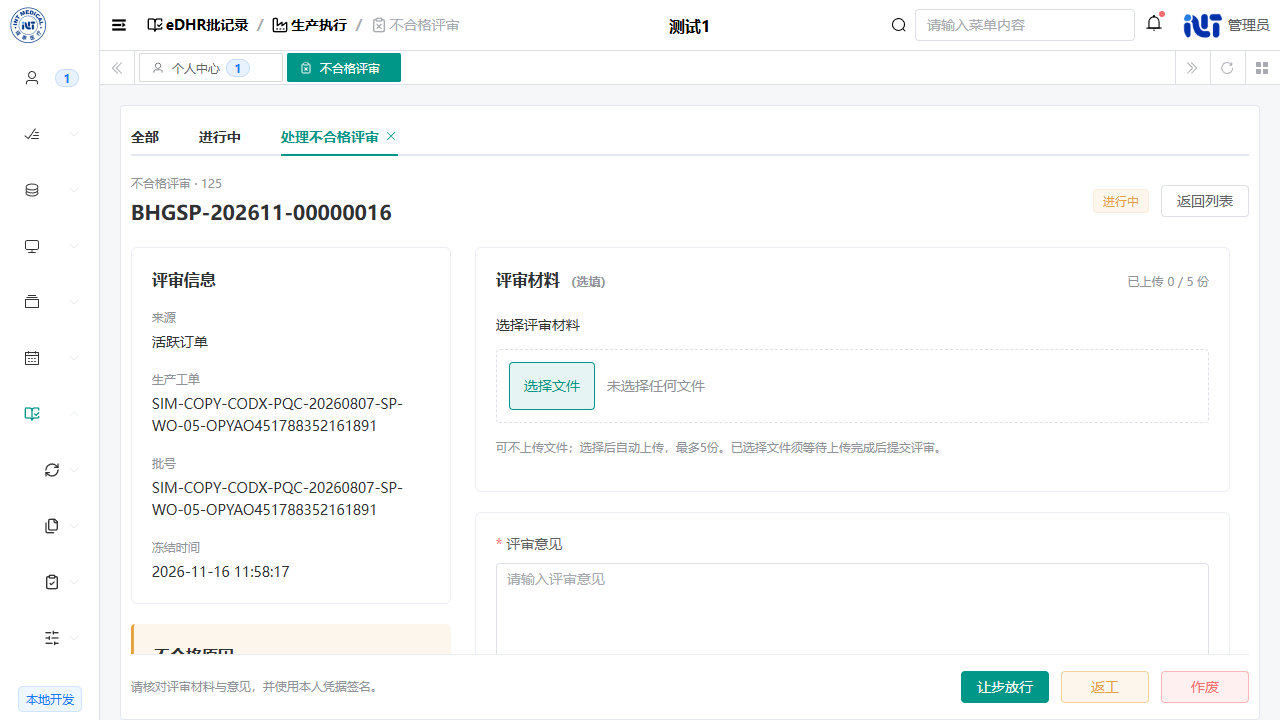 eDHR批记录 / 生产执行 / 不合格评审
测试1
请输入菜单内容
iNT 管理员
1
个人中心 1
不合格评审
全部
进行中
处理不合格评审
不合格评审 · 125
BHGSP-202611-00000016
进行中
返回列表
评审信息
来源
活跃订单
生产工单
SIM-COPY-CODX-PQC-20260807-SP-
WO-05-OPYAO451788352161891
批号
SIM-COPY-CODX-PQC-20260807-SP-
WO-05-OPYAO451788352161891
冻结时间
2026-11-16 11:58:17
不合格原因
评审材料 (选填)
已上传 0 / 5 份
选择评审材料
选择文件 未选择任何文件
可不上传文件；选择后自动上传，最多5份。已选择文件须等待上传完成后提交评审。
* 评审意见
请输入评审意见
请核对评审材料与意见，并使用本人凭据签名。
让步放行
返工
作废
本地开发